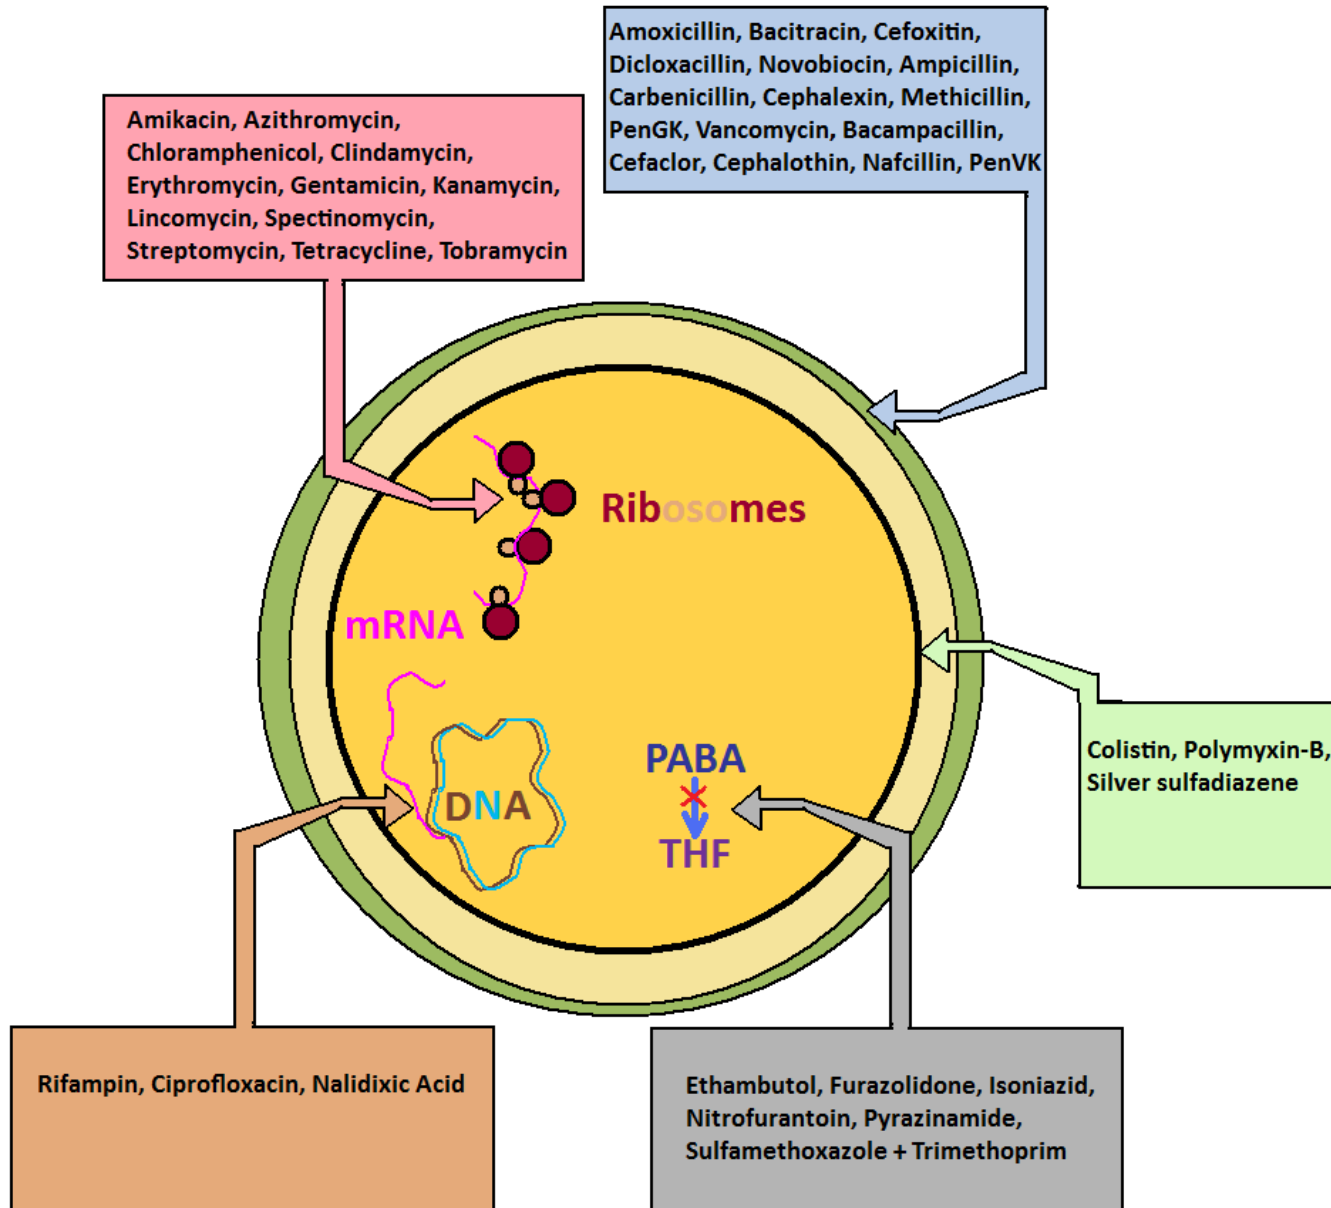 Amoxicillin, Bacitracin, Cefoxitin,
Dicloxacillin, Novobiocin, Ampicillin,
Carbenicillin, Cephalexin, Methicillin,
PenGK, Vancomycin, Bacampacillin,
Cefaclor, Cephalothin, Nafcillin, PenVK
Amikacin, Azithromycin,
Chloramphenicol, Clindamycin,
Erythromycin, Gentamicin, Kanamycin,
Lincomycin, Spectinomycin,
Streptomycin, Tetracycline, Tobramycin
Ribosomes
mRNA
DNA
PABA
THF
Colistin, Polymyxin-B,
Silver sulfadiazene
Rifampin, Ciprofloxacin, Nalidixic Acid
Ethambutol, Furazolidone, Isoniazid,
Nitrofurantoin, Pyrazinamide,
Sulfamethoxazole + Trimethoprim